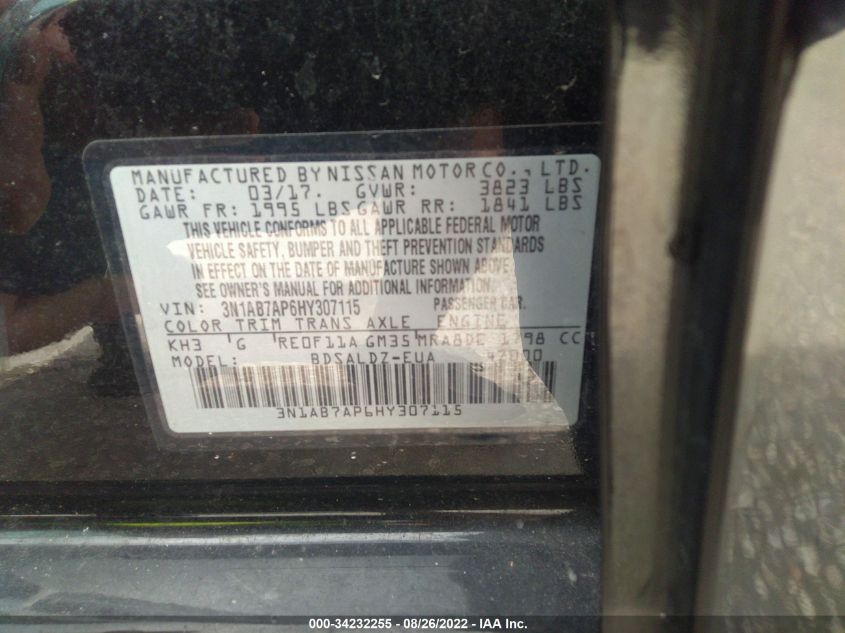 MANUFACTURED BY NISSAN MOTOR CO., LTD.
DATE: 03/17. GVWR: 3823 LBS
GAWR FR: 1995 LBS GAWR RR: 1841 LBS
THIS VEHICLE CONFORMS TO ALL APPLICABLE FEDERAL MOTOR
VEHICLE SAFETY, BUMPER AND THEFT PREVENTION STANDARDS
IN EFFECT ON THE DATE OF MANUFACTURE SHOWN ABOVE.
SEE OWNER'S MANUAL FOR ADDITIONAL INFORMATION.
VIN: 3N1AB7AP6HY307115 PASSENGER CAR.
COLOR TRIM TRANS AXLE ENGINE
KH3 G RE0F11A GM35 MRA8DE 1798 CC
MODEL: BDSALDZ-EUA
3N1AB7AP6HY307115
000-34232255 - 08/26/2022 - IAA Inc.